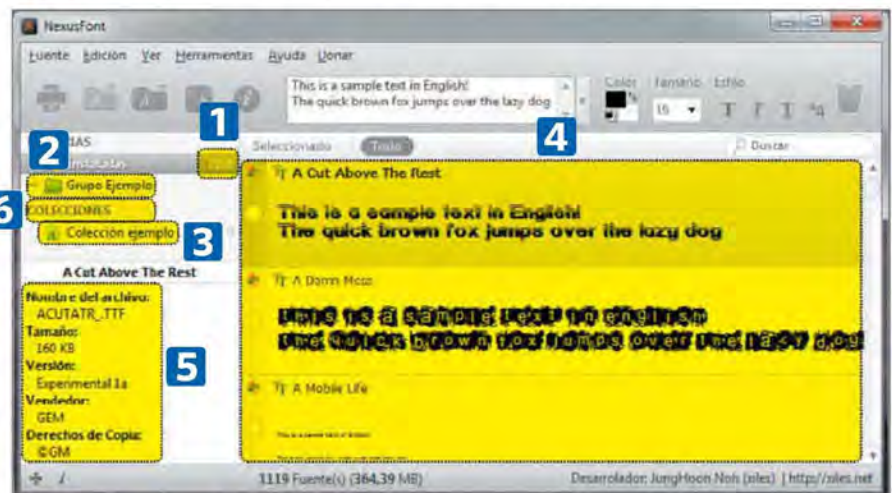 NexusFont
Fuente Edición Ver Herramientas Ayuda Donar
This is a sample text in English!
The quick brown fox jumps over the lazy dog
Color Tamaño Estilo
16
1
2
Instaladas
Seleccionado Todo
4
Buscar
Grupo Ejemplo
6
COLECCIONES
Colección ejemplo
3
A Cut Above The Rest
This is a sample text in English!
The quick brown fox jumps over the lazy dog
A Cut Above The Rest
A Damn Mess
This is a sample text in English
The quick brown fox jumps over the lazy dog
A Mobile Life
Nombre del archivo:
ACUTATR_.TTF
Tamaño:
160 KB
Versión:
Experimental 1a
Vendedor:
GEM
Derechos de Copia:
©GM
5
1119 Fuente(s) (364,39 MB)
Desarrolador: JungHoon Noh (xiles) | http://xiles.net